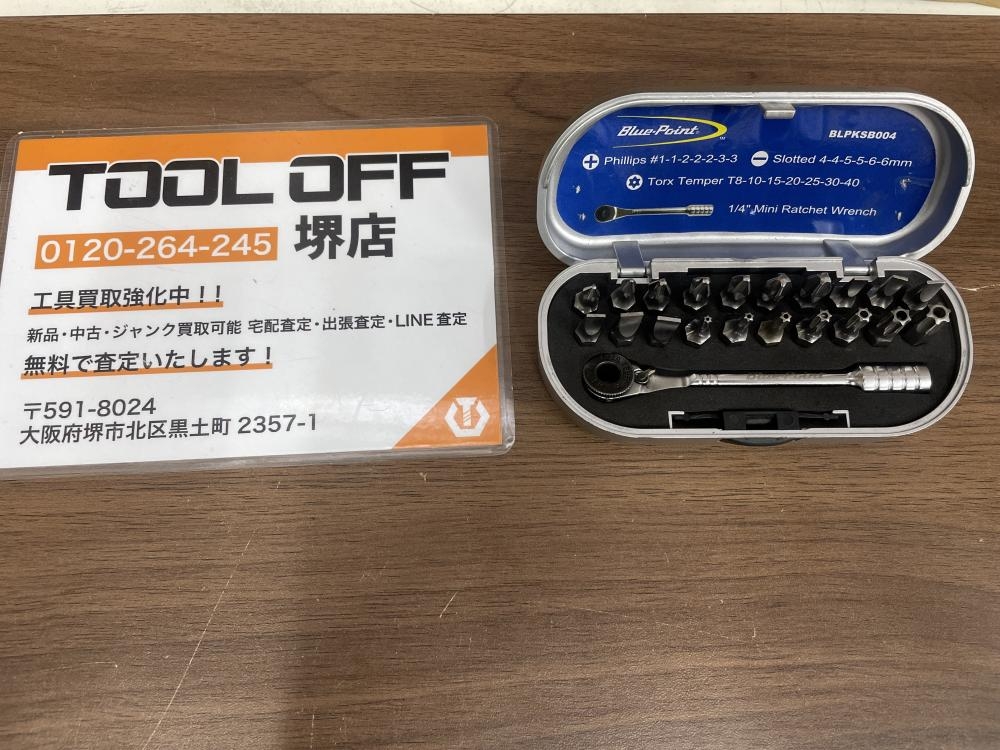 TOOL OFF
0120-264-245 堺店
工具買取強化中！！
新品・中古・ジャンク買取可能 宅配査定・出張査定・LINE査定
無料で査定いたします！
〒591-8024
大阪府堺市北区黒土町 2357-1
Blue-Point™ BLPKSB004
Phillips #1-1-2-2-2-3-3 Slotted 4-4-5-5-6-6mm
Torx Temper T8-10-15-20-25-30-40
1/4" Mini Ratchet Wrench